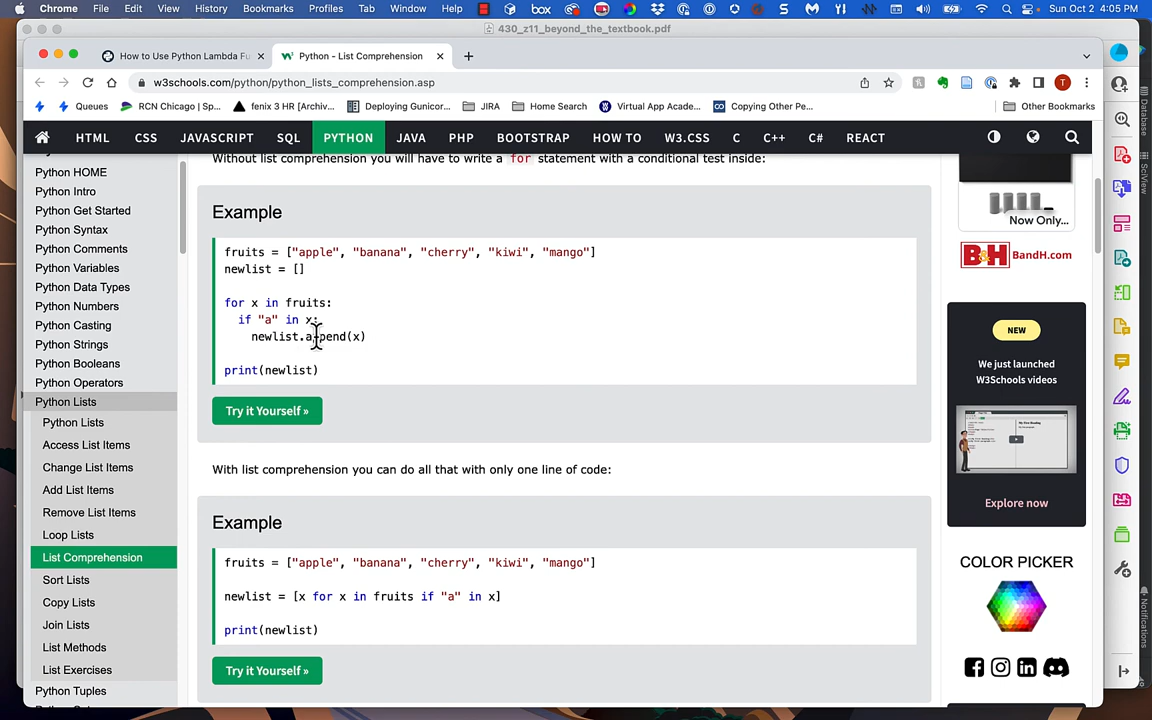 Chrome File Edit View History Bookmarks Profiles Tab Window Help box Sun Oct 2 4:05 PM
430_z11_beyond_the_textbook.pdf
How to Use Python Lambda Fu
Python - List Comprehension
w3schools.com/python/python_lists_comprehension.asp
Queues
RCN Chicago | Sp...
fenix 3 HR [Archiv...
Deploying Gunicor...
JIRA
Home Search
Virtual App Acade...
Copying Other Pe...
Other Bookmarks
HTML CSS JAVASCRIPT SQL PYTHON JAVA PHP BOOTSTRAP HOW TO W3.CSS C C++ C# REACT
Python HOME
Python Intro
Python Get Started
Python Syntax
Python Comments
Python Variables
Python Data Types
Python Numbers
Python Casting
Python Strings
Python Booleans
Python Operators
Python Lists
Python Lists
Access List Items
Change List Items
Add List Items
Remove List Items
Loop Lists
List Comprehension
Sort Lists
Copy Lists
Join Lists
List Methods
List Exercises
Python Tuples
Without list comprehension you will have to write a for statement with a conditional test inside:
Example
fruits = ["apple", "banana", "cherry", "kiwi", "mango"]
newlist = []
for x in fruits:
if "a" in x:
newlist.append(x)
print(newlist)
Try it Yourself »
With list comprehension you can do all that with only one line of code:
Example
fruits = ["apple", "banana", "cherry", "kiwi", "mango"]
newlist = [x for x in fruits if "a" in x]
print(newlist)
Try it Yourself »
Now Only...
B&H BandH.com
NEW
We just launched
W3Schools videos
Explore now
COLOR PICKER
T
Database
SciView
Notifications